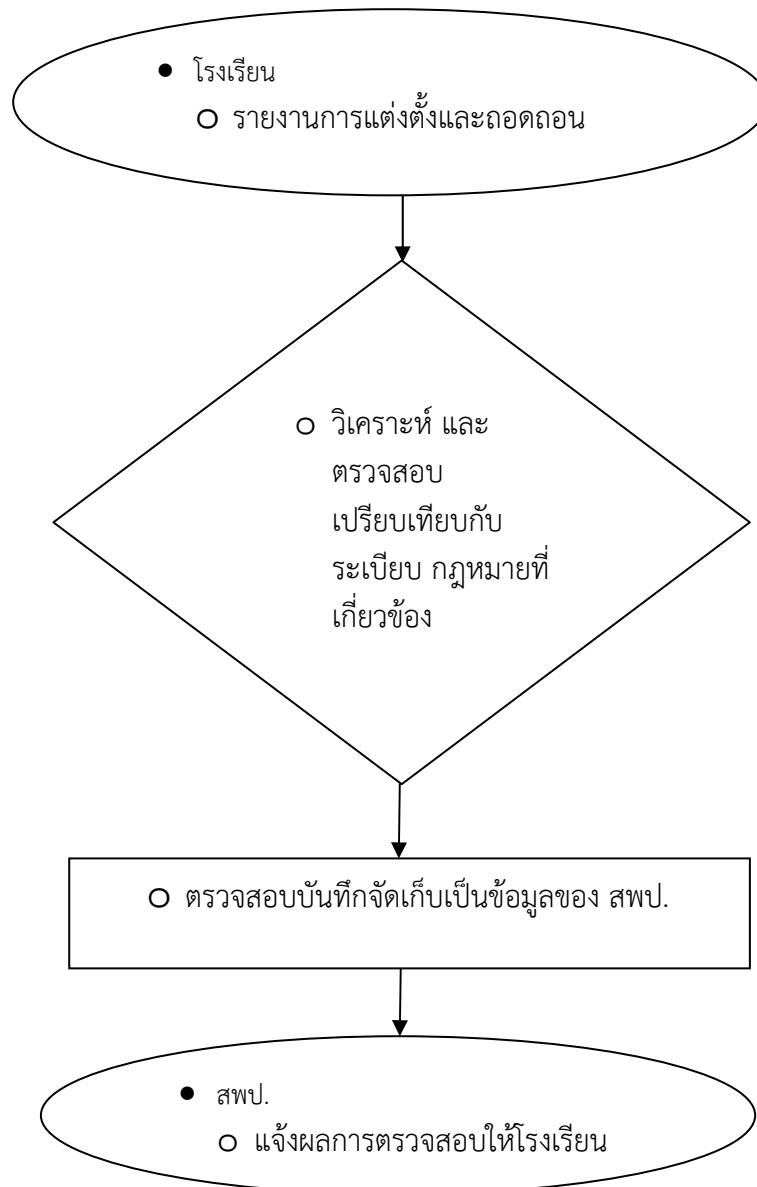 ● โรงเรียน
o รายงานการแต่งตั้งและถอดถอน
o วิเคราะห์ และ
ตรวจสอบ
เปรียบเทียบกับ
ระเบียบ กฎหมายที่
เกี่ยวข้อง
o ตรวจสอบบันทึกจัดเก็บเป็นข้อมูลของ สพป.
● สพป.
o แจ้งผลการตรวจสอบให้โรงเรียน